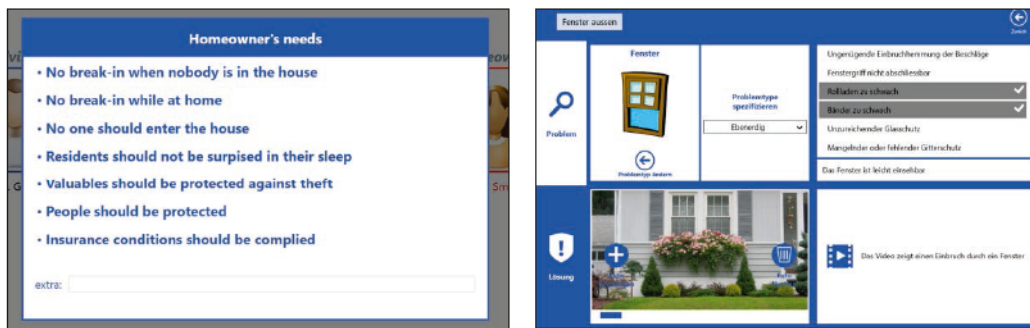 Homeowner's needs
• No break-in when nobody is in the house
• No break-in while at home
• No one should enter the house
• Residents should not be surpised in their sleep
• Valuables should be protected against theft
• People should be protected
• Insurance conditions should be complied
extra:
Fenster aussen
Zurück
Problem
Fenster
Problemtyp ändern
Problemtype
spezifizieren
Ebenerdig
Ungenügende Einbruchhemmung der Beschläge
Fenstergriff nicht abschliessbar
Rollladen zu schwach
Bänder zu schwach
Unzureichender Glasschutz
Mangelnder oder fehlender Gitterschutz
Das Fenster ist leicht einsehbar
Lösung
Das Video zeigt einen Einbruch durch ein Fenster